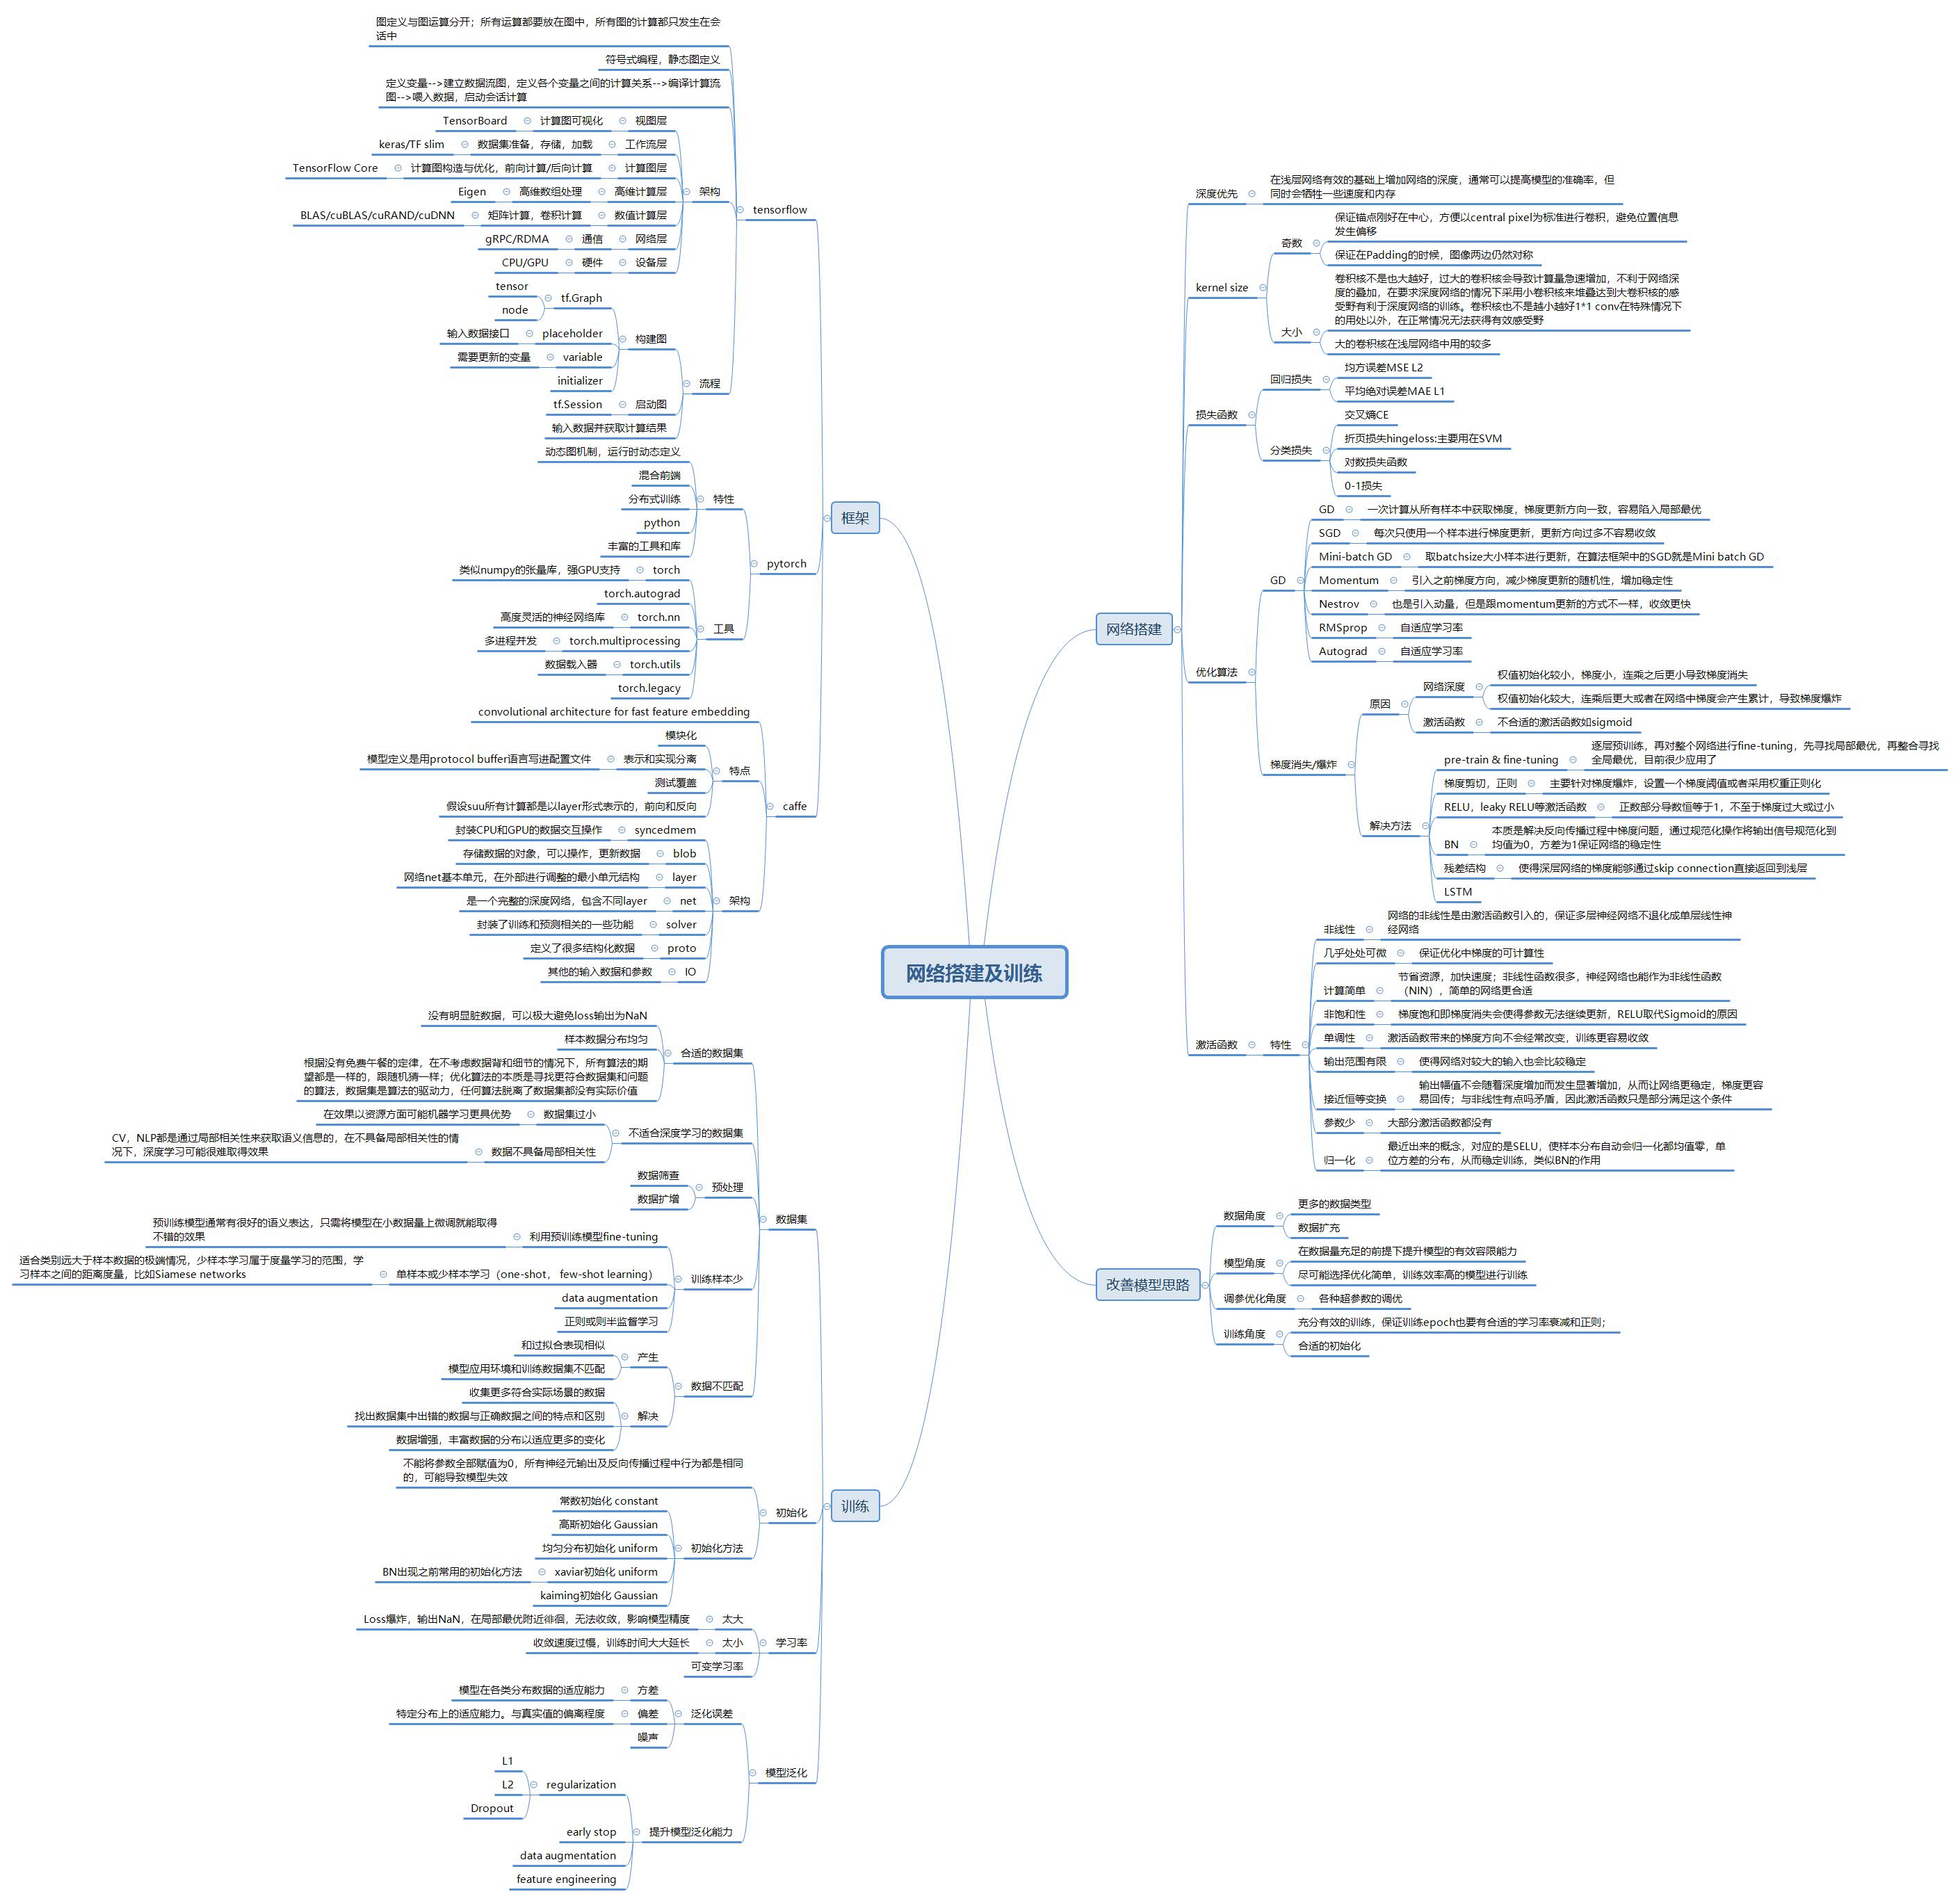 网络搭建及训练
框架
tensorflow
图定义与图运算分开；所有运算都要放在图中，所有图的计算都只发生在会
话中
符号式编程，静态图定义
定义变量-->建立数据流图，定义各个变量之间的计算关系-->编译计算流
图-->喂入数据，启动会话计算
架构
视图层
计算图可视化
TensorBoard
工作流层
数据集准备，存储，加载
keras/TF slim
计算图层
计算图构造与优化，前向计算/后向计算
TensorFlow Core
高维计算层
高维数组处理
Eigen
数值计算层
矩阵计算，卷积计算
BLAS/cuBLAS/cuRAND/cuDNN
网络层
通信
gRPC/RDMA
设备层
硬件
CPU/GPU
流程
构建图
tf.Graph
tensor
node
placeholder
输入数据接口
variable
需要更新的变量
initializer
启动图
tf.Session
输入数据并获取计算结果
pytorch
特性
动态图机制，运行时动态定义
混合前端
分布式训练
python
丰富的工具和库
工具
torch
类似numpy的张量库，强GPU支持
torch.autograd
torch.nn
高度灵活的神经网络库
torch.multiprocessing
多进程并发
torch.utils
数据载入器
torch.legacy
caffe
convolutional architecture for fast feature embedding
特点
模块化
表示和实现分离
模型定义是用protocol buffer语言写进配置文件
测试覆盖
假设suu所有计算都是以layer形式表示的，前向和反向
架构
syncedmem
封装CPU和GPU的数据交互操作
blob
存储数据的对象，可以操作，更新数据
layer
网络net基本单元，在外部进行调整的最小单元结构
net
是一个完整的深度网络，包含不同layer
solver
封装了训练和预测相关的一些功能
proto
定义了很多结构化数据
IO
其他的输入数据和参数
训练
数据集
合适的数据集
没有明显脏数据，可以极大避免loss输出为NaN
样本数据分布均匀
根据没有免费午餐的定律，在不考虑数据背和细节的情况下，所有算法的期
望都是一样的，跟随机猜一样；优化算法的本质是寻找更符合数据集和问题
的算法，数据集是算法的驱动力，任何算法脱离了数据集都没有实际价值
不适合深度学习的数据集
数据集过小
在效果以资源方面可能机器学习更具优势
数据不具备局部相关性
CV，NLP都是通过局部相关性来获取语义信息的，在不具备局部相关性的情
况下，深度学习可能很难取得效果
预处理
数据筛查
数据扩增
训练样本少
利用预训练模型fine-tuning
预训练模型通常有很好的语义表达，只需将模型在小数据量上微调就能取得
不错的效果
单样本或少样本学习（one-shot， few-shot learning）
适合类别远大于样本数据的极端情况，少样本学习属于度量学习的范围，学
习样本之间的距离度量，比如Siamese networks
data augmentation
正则或则半监督学习
数据不匹配
产生
和过拟合表现相似
模型应用环境和训练数据集不匹配
解决
收集更多符合实际场景的数据
找出数据集中出错的数据与正确数据之间的特点和区别
数据增强，丰富数据的分布以适应更多的变化
初始化
不能将参数全部赋值为0，所有神经元输出及反向传播过程中行为都是相同
的，可能导致模型失效
初始化方法
常数初始化 constant
高斯初始化 Gaussian
均匀分布初始化 uniform
xaviar初始化 uniform
BN出现之前常用的初始化方法
kaiming初始化 Gaussian
学习率
太大
Loss爆炸，输出NaN，在局部最优附近徘徊，无法收敛，影响模型精度
太小
收敛速度过慢，训练时间大大延长
可变学习率
模型泛化
泛化误差
方差
模型在各类分布数据的适应能力
偏差
特定分布上的适应能力。与真实值的偏离程度
噪声
提升模型泛化能力
regularization
L1
L2
Dropout
early stop
data augmentation
feature engineering
网络搭建
深度优先
在浅层网络有效的基础上增加网络的深度，通常可以提高模型的准确率，但
同时会牺牲一些速度和内存
kernel size
奇数
保证锚点刚好在中心，方便以central pixel为标准进行卷积，避免位置信息
发生偏移
保证在Padding的时候，图像两边仍然对称
大小
卷积核不是也大越好，过大的卷积核会导致计算量急速增加，不利于网络深
度的叠加，在要求深度网络的情况下采用小卷积核来堆叠达到大卷积核的感
受野有利于深度网络的训练。卷积核也不是越小越好1*1 conv在特殊情况下
的用处以外，在正常情况无法获得有效感受野
大的卷积核在浅层网络中用的较多
损失函数
回归损失
均方误差MSE L2
平均绝对误差MAE L1
分类损失
交叉熵CE
折页损失hingeloss:主要用在SVM
对数损失函数
0-1损失
优化算法
GD
GD
一次计算从所有样本中获取梯度，梯度更新方向一致，容易陷入局部最优
SGD
每次只使用一个样本进行梯度更新，更新方向过多不容易收敛
Mini-batch GD
取batchsize大小样本进行更新，在算法框架中的SGD就是Mini batch GD
Momentum
引入之前梯度方向，减少梯度更新的随机性，增加稳定性
Nestrov
也是引入动量，但是跟momentum更新的方式不一样，收敛更快
RMSprop
自适应学习率
Autograd
自适应学习率
梯度消失/爆炸
原因
网络深度
权值初始化较小，梯度小，连乘之后更小导致梯度消失
权值初始化较大，连乘后更大或者在网络中梯度会产生累计，导致梯度爆炸
激活函数
不合适的激活函数如sigmoid
解决方法
pre-train & fine-tuning
逐层预训练，再对整个网络进行fine-tuning，先寻找局部最优，再整合寻找
全局最优，目前很少应用了
梯度剪切，正则
主要针对梯度爆炸，设置一个梯度阈值或者采用权重正则化
RELU，leaky RELU等激活函数
正数部分导数恒等于1，不至于梯度过大或过小
BN
本质是解决反向传播过程中梯度问题，通过规范化操作将输出信号规范化到
均值为0，方差为1保证网络的稳定性
残差结构
使得深层网络的梯度能够通过skip connection直接返回到浅层
LSTM
激活函数
特性
非线性
网络的非线性是由激活函数引入的，保证多层神经网络不退化成单层线性神
经网络
几乎处处可微
保证优化中梯度的可计算性
计算简单
节省资源，加快速度；非线性函数很多，神经网络也能作为非线性函数
（NIN），简单的网络更合适
非饱和性
梯度饱和即梯度消失会使得参数无法继续更新，RELU取代Sigmoid的原因
单调性
激活函数带来的梯度方向不会经常改变，训练更容易收敛
输出范围有限
使得网络对较大的输入也会比较稳定
接近恒等变换
输出幅值不会随着深度增加而发生显著增加，从而让网络更稳定，梯度更容
易回传；与非线性有点吗矛盾，因此激活函数只是部分满足这个条件
参数少
大部分激活函数都没有
归一化
最近出来的概念，对应的是SELU，使样本分布自动会归一化都均值零，单
位方差的分布，从而稳定训练，类似BN的作用
改善模型思路
数据角度
更多的数据类型
数据扩充
模型角度
在数据量充足的前提下提升模型的有效容限能力
尽可能选择优化简单，训练效率高的模型进行训练
调参优化角度
各种超参数的调优
训练角度
充分有效的训练，保证训练epoch也要有合适的学习率衰减和正则；
合适的初始化